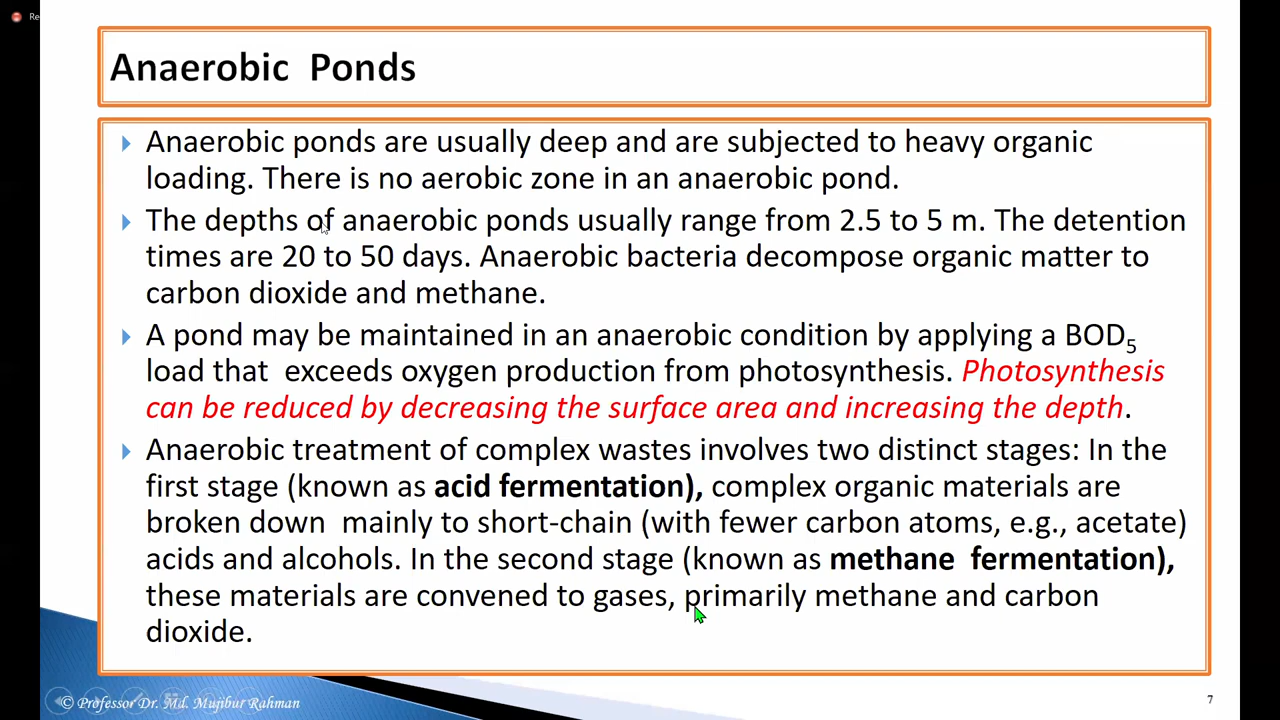 Re
Anaerobic Ponds
Anaerobic ponds are usually deep and are subjected to heavy organic
loading. There is no aerobic zone in an anaerobic pond.
The depths of anaerobic ponds usually range from 2.5 to 5 m. The detention
times are 20 to 50 days. Anaerobic bacteria decompose organic matter to
carbon dioxide and methane.
A pond may be maintained in an anaerobic condition by applying a BOD₅
load that exceeds oxygen production from photosynthesis. Photosynthesis
can be reduced by decreasing the surface area and increasing the depth.
Anaerobic treatment of complex wastes involves two distinct stages: In the
first stage (known as acid fermentation), complex organic materials are
broken down mainly to short-chain (with fewer carbon atoms, e.g., acetate)
acids and alcohols. In the second stage (known as methane fermentation),
these materials are convened to gases, primarily methane and carbon
dioxide.
© Professor Dr. Md. Mujibur Rahman
7